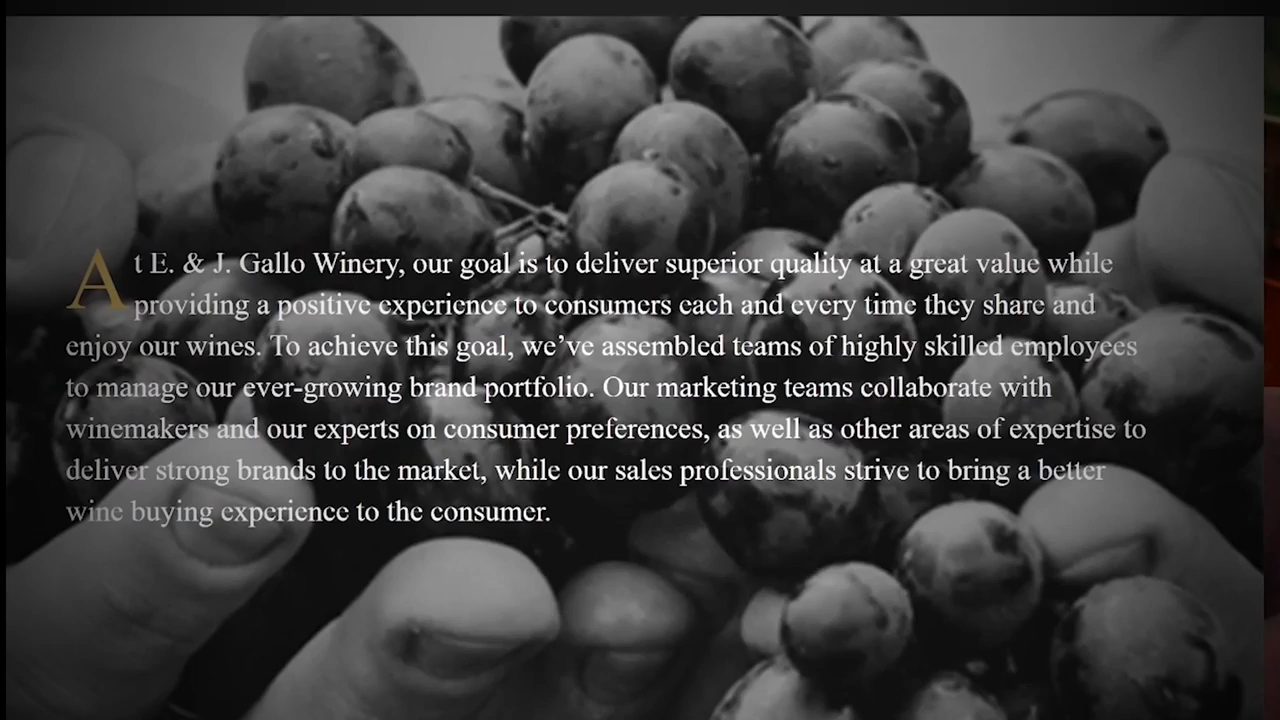 At E. & J. Gallo Winery, our goal is to deliver superior quality at a great value while
providing a positive experience to consumers each and every time they share and
enjoy our wines. To achieve this goal, we’ve assembled teams of highly skilled employees
to manage our ever-growing brand portfolio. Our marketing teams collaborate with
winemakers and our experts on consumer preferences, as well as other areas of expertise to
deliver strong brands to the market, while our sales professionals strive to bring a better
wine buying experience to the consumer.